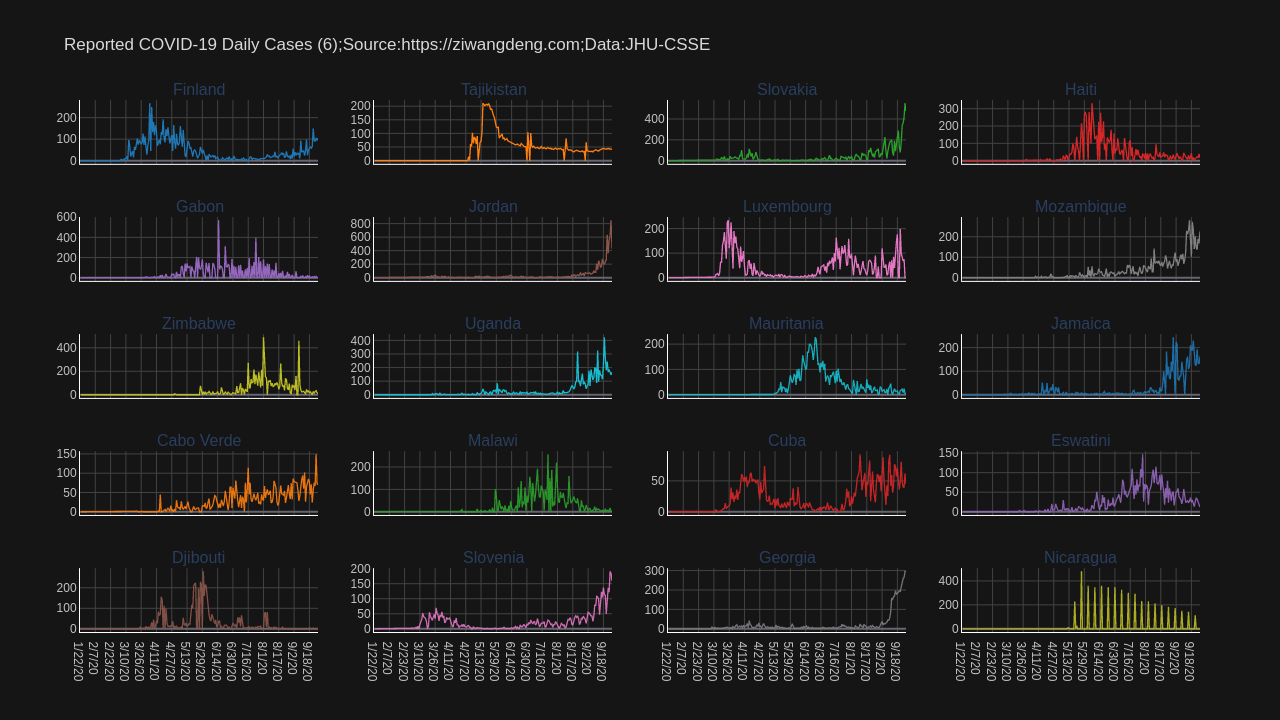 Reported COVID-19 Daily Cases (6);Source:https://ziwangdeng.com;Data:JHU-CSSE
Finland Tajikistan Slovakia Haiti
200 100 0
200 150 100 50 0
400 200 0
300 200 100 0
Gabon Jordan Luxembourg Mozambique
600 400 200 0
800 600 400 200 0
200 100 0
200 100 0
Zimbabwe Uganda Mauritania Jamaica
400 200 0
400 300 200 100 0
200 100 0
200 100 0
Cabo Verde Malawi Cuba Eswatini
150 100 50 0
200 100 0
50 0
150 100 50 0
Djibouti Slovenia Georgia Nicaragua
200 100 0
200 150 100 50 0
300 200 100 0
400 200 0
1/22/20 2/7/20 2/23/20 3/10/20 3/26/20 4/11/20 4/27/20 5/13/20 5/29/20 6/14/20 6/30/20 7/16/20 8/1/20 8/17/20 9/2/20 9/18/20
1/22/20 2/7/20 2/23/20 3/10/20 3/26/20 4/11/20 4/27/20 5/13/20 5/29/20 6/14/20 6/30/20 7/16/20 8/1/20 8/17/20 9/2/20 9/18/20
1/22/20 2/7/20 2/23/20 3/10/20 3/26/20 4/11/20 4/27/20 5/13/20 5/29/20 6/14/20 6/30/20 7/16/20 8/1/20 8/17/20 9/2/20 9/18/20
1/22/20 2/7/20 2/23/20 3/10/20 3/26/20 4/11/20 4/27/20 5/13/20 5/29/20 6/14/20 6/30/20 7/16/20 8/1/20 8/17/20 9/2/20 9/18/20